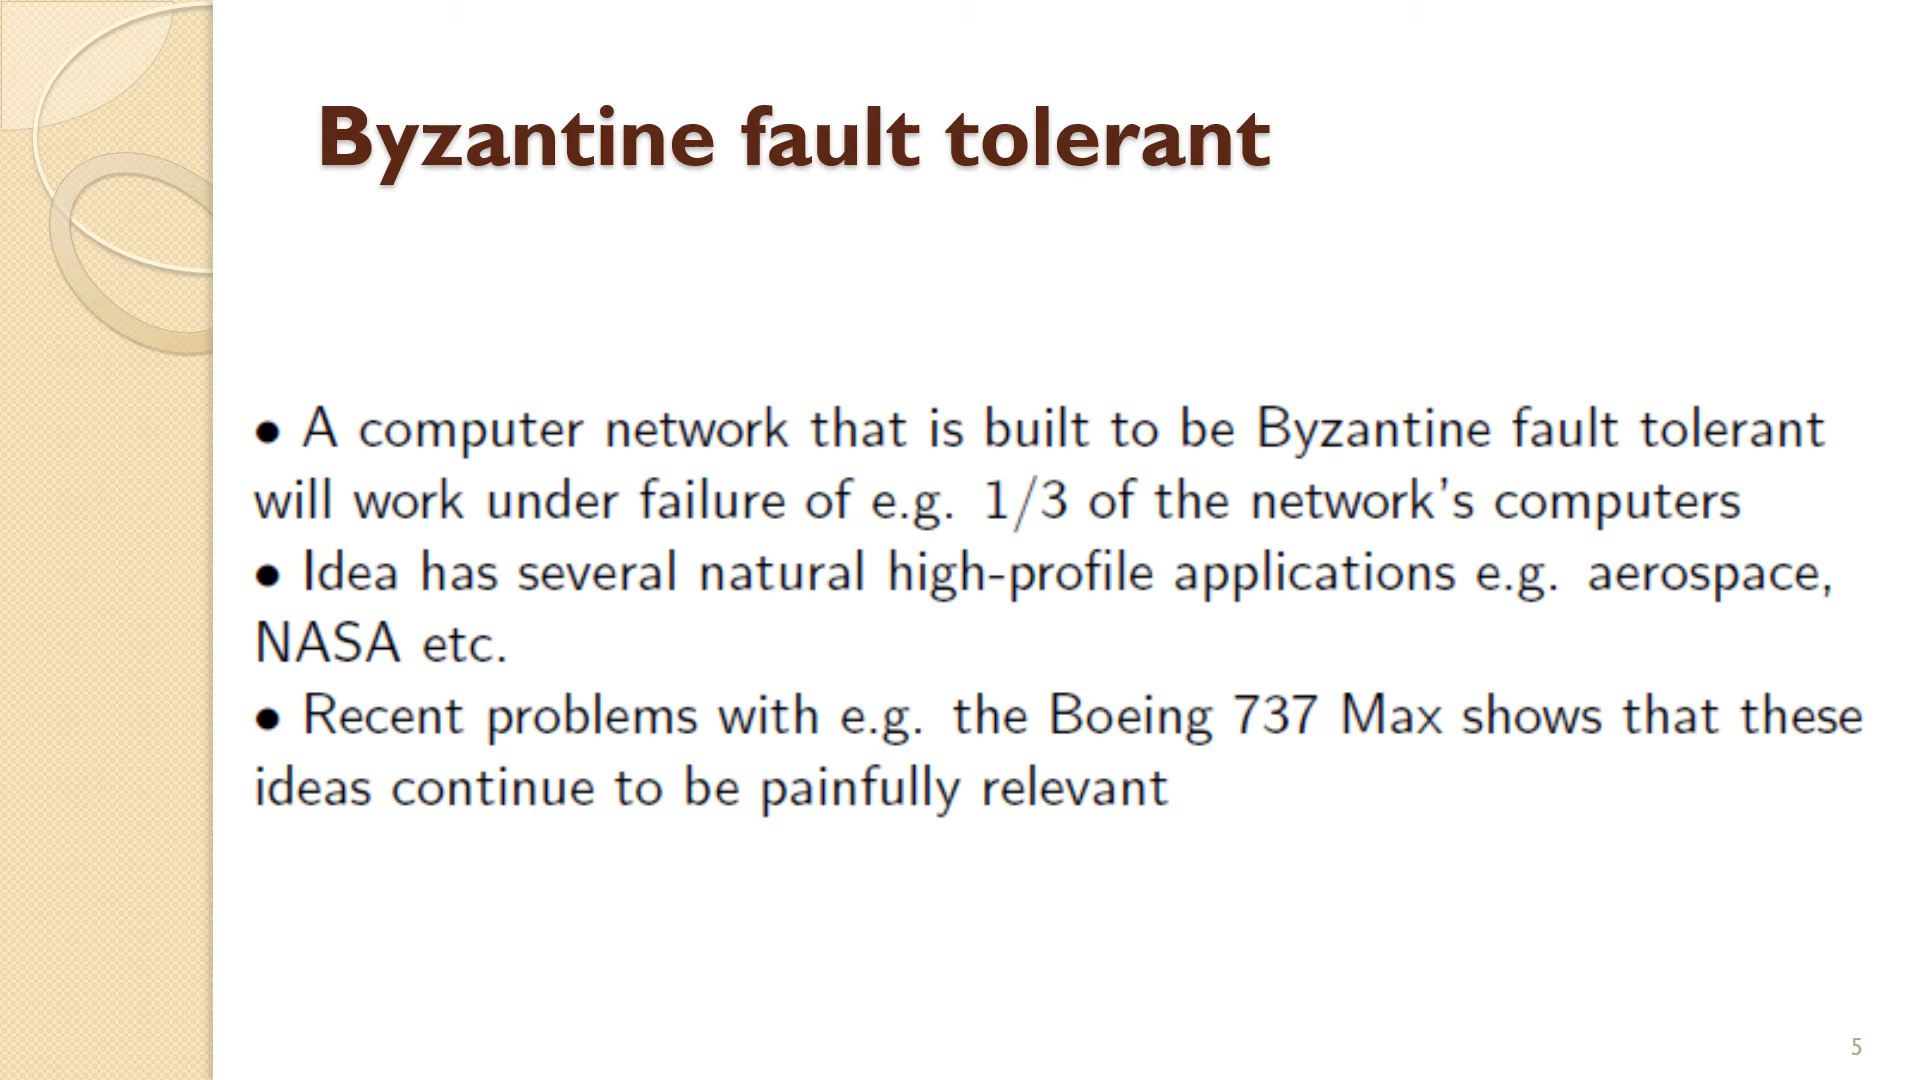 Byzantine fault tolerant
• A computer network that is built to be Byzantine fault tolerant
will work under failure of e.g. 1/3 of the network's computers
• Idea has several natural high-profile applications e.g. aerospace,
NASA etc.
• Recent problems with e.g. the Boeing 737 Max shows that these
ideas continue to be painfully relevant
5